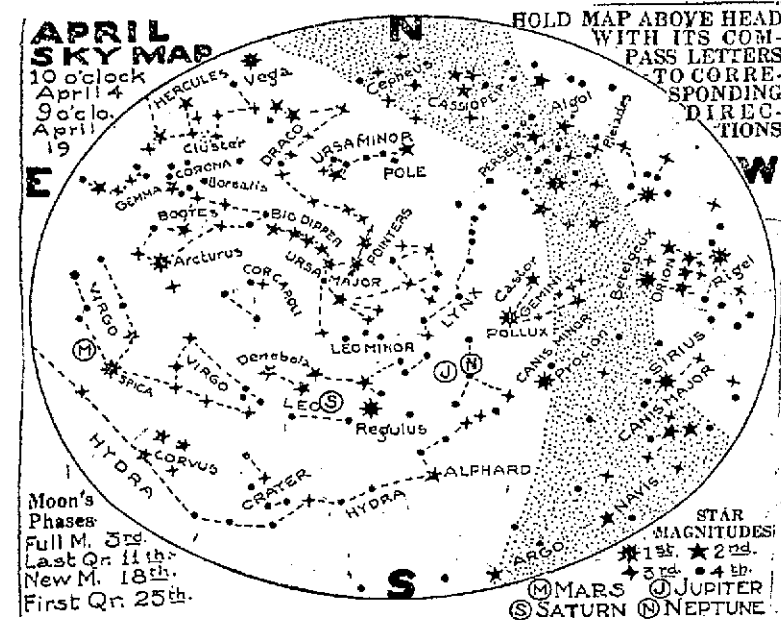 APRIL
SKY MAP
10 o'clock
April 4
9 o'clo.
April
19
HOLD MAP ABOVE HEAD
WITH ITS COM-
PASS LETTERS
TO CORRE-
SPONDING
DIREC-
TIONS
N
E
W
S
HERCULES
Vega
Cepheus
CASSIOPEIA
Algol
Pleiades
PERSEUS
Cluster
CORONA
Borealis
GEMMA
DRACO
URSA MINOR
POLE
BOOTES
BIG DIPPER
POINTERS
Arcturus
URSA MAJOR
COR CAROLI
LYNX
Castor
GEMINI
POLLUX
Betelgeux
ORION
Rigel
VIRGO
LEO MINOR
CANIS MINOR
Procion
SIRIUS
M
SPICA
VIRGO
Denebola
LEO
S
Regulus
J
N
CANIS MAJOR
HYDRA
CORVUS
CRATER
HYDRA
ALPHARD
ARGO
NAVIS
Moon's
Phases
Full M. 3rd.
Last Qr. 11th.
New M. 18th.
First Qr. 25th.
STAR
MAGNITUDES
1st. 2nd.
3rd. 4th.
M MARS J JUPITER
S SATURN N NEPTUNE